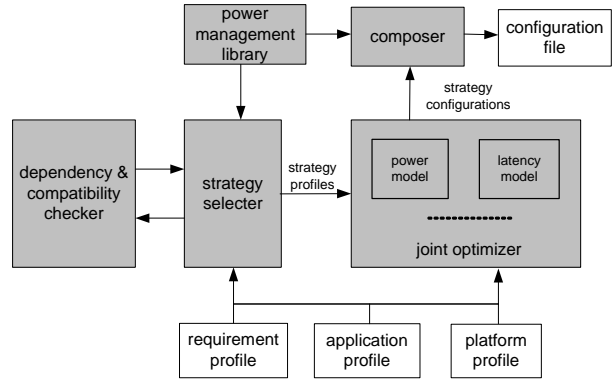 power
management
library
composer
configuration
file
strategy
configurations
dependency &
compatibility
checker
strategy
selecter
strategy
profiles
power
model
latency
model
joint optimizer
requirement
profile
application
profile
platform
profile